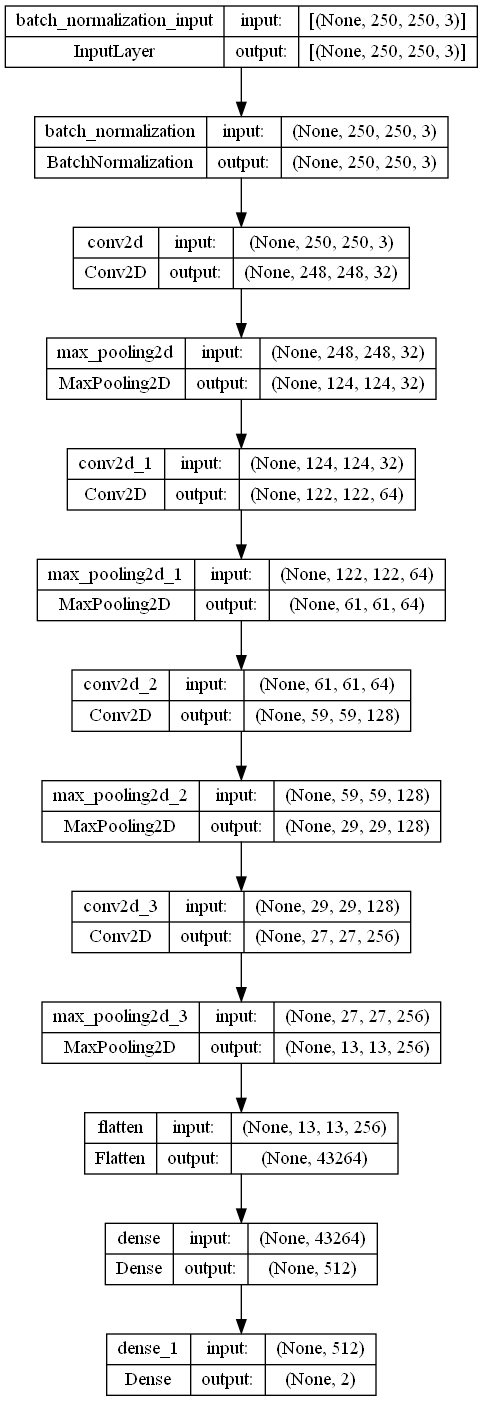 batch_normalization_input input: [(None, 250, 250, 3)]
InputLayer output: [(None, 250, 250, 3)]
batch_normalization input: (None, 250, 250, 3)
BatchNormalization output: (None, 250, 250, 3)
conv2d input: (None, 250, 250, 3)
Conv2D output: (None, 248, 248, 32)
max_pooling2d input: (None, 248, 248, 32)
MaxPooling2D output: (None, 124, 124, 32)
conv2d_1 input: (None, 124, 124, 32)
Conv2D output: (None, 122, 122, 64)
max_pooling2d_1 input: (None, 122, 122, 64)
MaxPooling2D output: (None, 61, 61, 64)
conv2d_2 input: (None, 61, 61, 64)
Conv2D output: (None, 59, 59, 128)
max_pooling2d_2 input: (None, 59, 59, 128)
MaxPooling2D output: (None, 29, 29, 128)
conv2d_3 input: (None, 29, 29, 128)
Conv2D output: (None, 27, 27, 256)
max_pooling2d_3 input: (None, 27, 27, 256)
MaxPooling2D output: (None, 13, 13, 256)
flatten input: (None, 13, 13, 256)
Flatten output: (None, 43264)
dense input: (None, 43264)
Dense output: (None, 512)
dense_1 input: (None, 512)
Dense output: (None, 2)